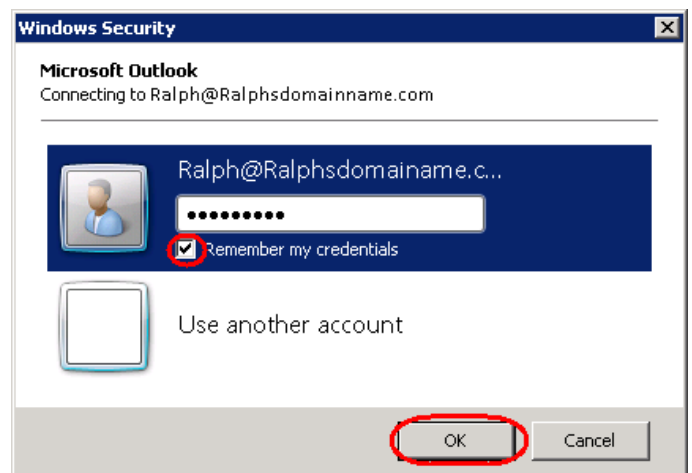 Windows Security
Microsoft Outlook
Connecting to Ralph@Ralphsdomainname.com
Ralph@Ralphsdomainame.c...
•••••••••
Remember my credentials
Use another account
OK
Cancel